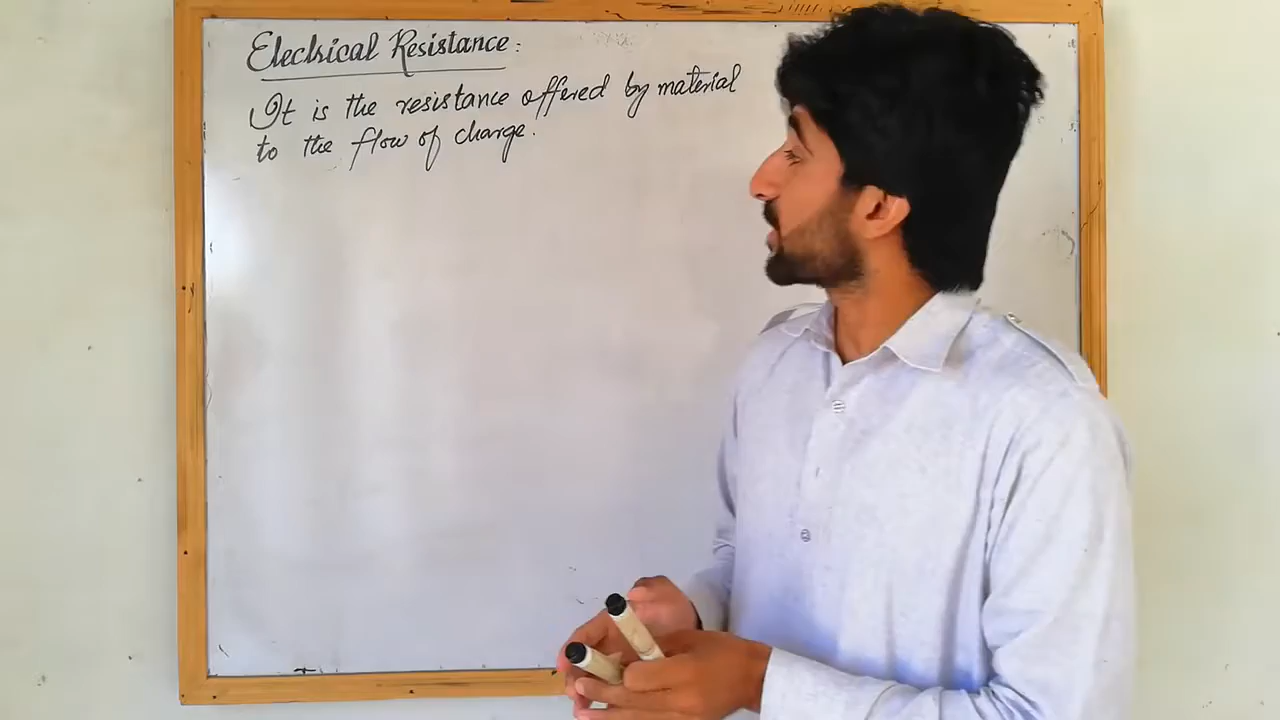 Electrical Resistance:
It is the resistance offered by material
to the flow of charge.